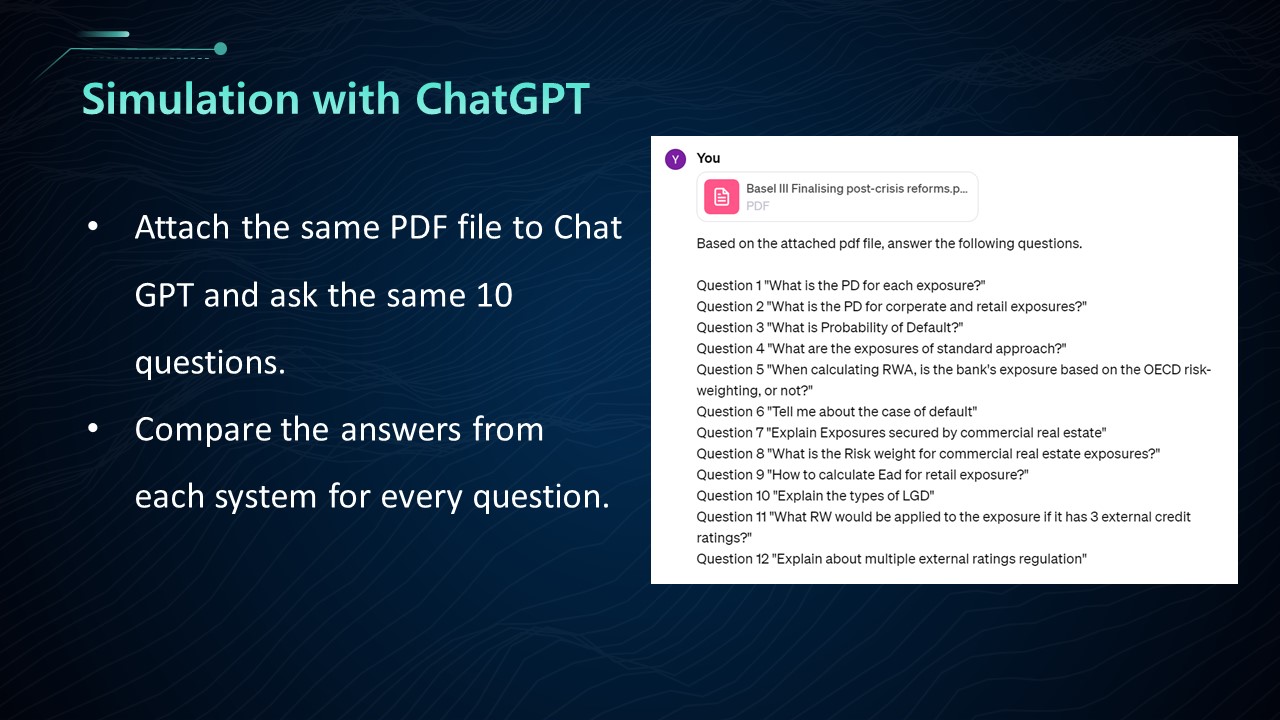 Simulation with ChatGPT
• Attach the same PDF file to Chat
GPT and ask the same 10
questions.
• Compare the answers from
each system for every question.
Y
You
Basel III Finalising post-crisis reforms.p...
PDF
Based on the attached pdf file, answer the following questions.
Question 1 "What is the PD for each exposure?"
Question 2 "What is the PD for corperate and retail exposures?"
Question 3 "What is Probability of Default?"
Question 4 "What are the exposures of standard approach?"
Question 5 "When calculating RWA, is the bank's exposure based on the OECD risk-
weighting, or not?"
Question 6 "Tell me about the case of default"
Question 7 "Explain Exposures secured by commercial real estate"
Question 8 "What is the Risk weight for commercial real estate exposures?"
Question 9 "How to calculate Ead for retail exposure?"
Question 10 "Explain the types of LGD"
Question 11 "What RW would be applied to the exposure if it has 3 external credit
ratings?"
Question 12 "Explain about multiple external ratings regulation"